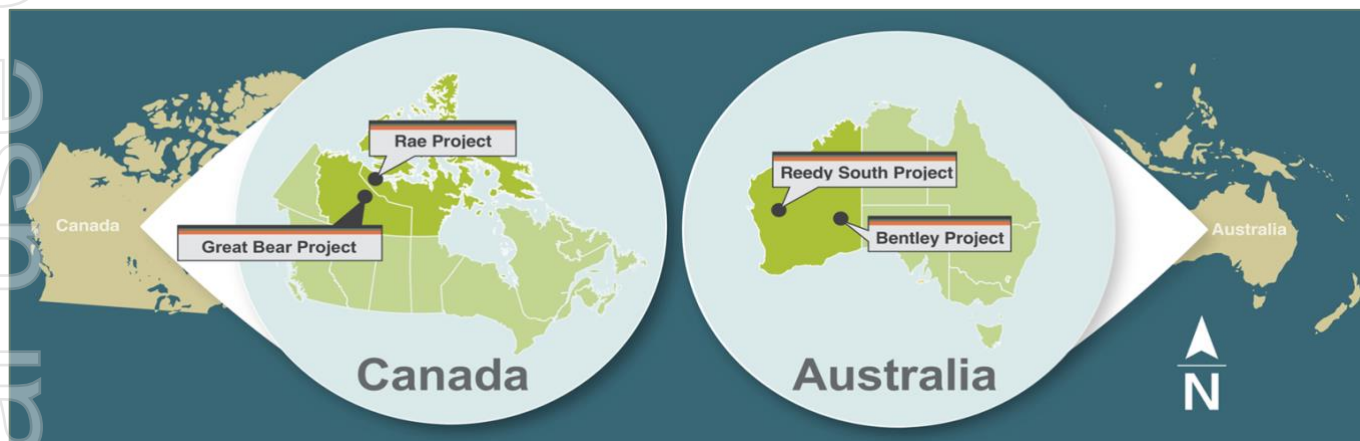 Canada
Rae Project
Great Bear Project
Canada
Reedy South Project
Bentley Project
Australia
Australia
N